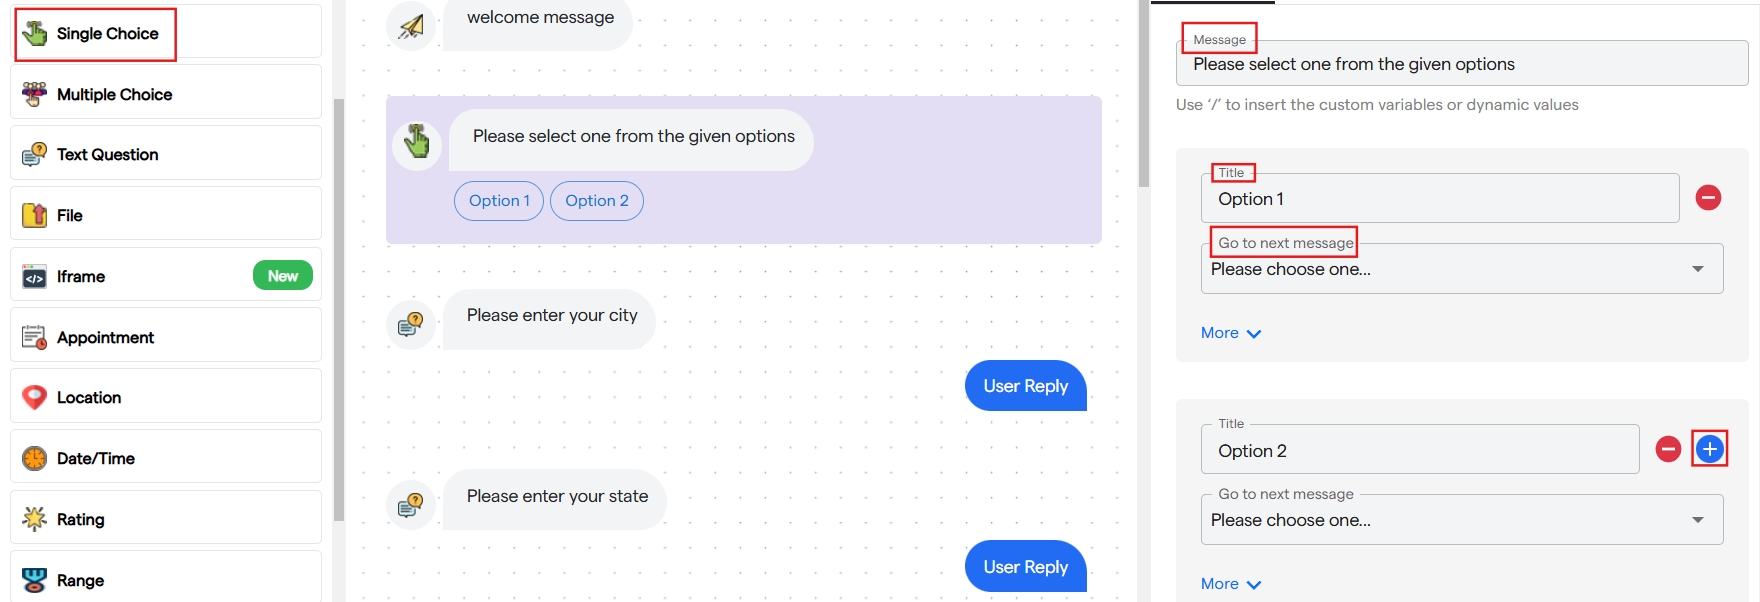 Single Choice
Multiple Choice
Text Question
File
Iframe New
Appointment
Location
Date/Time
Rating
Range
welcome message
Please select one from the given options
Option 1 Option 2
Please enter your city
User Reply
Please enter your state
User Reply
Message
Please select one from the given options
Use ‘/’ to insert the custom variables or dynamic values
Title
Option 1
Go to next message
Please choose one...
More
Title
Option 2
Go to next message
Please choose one...
More